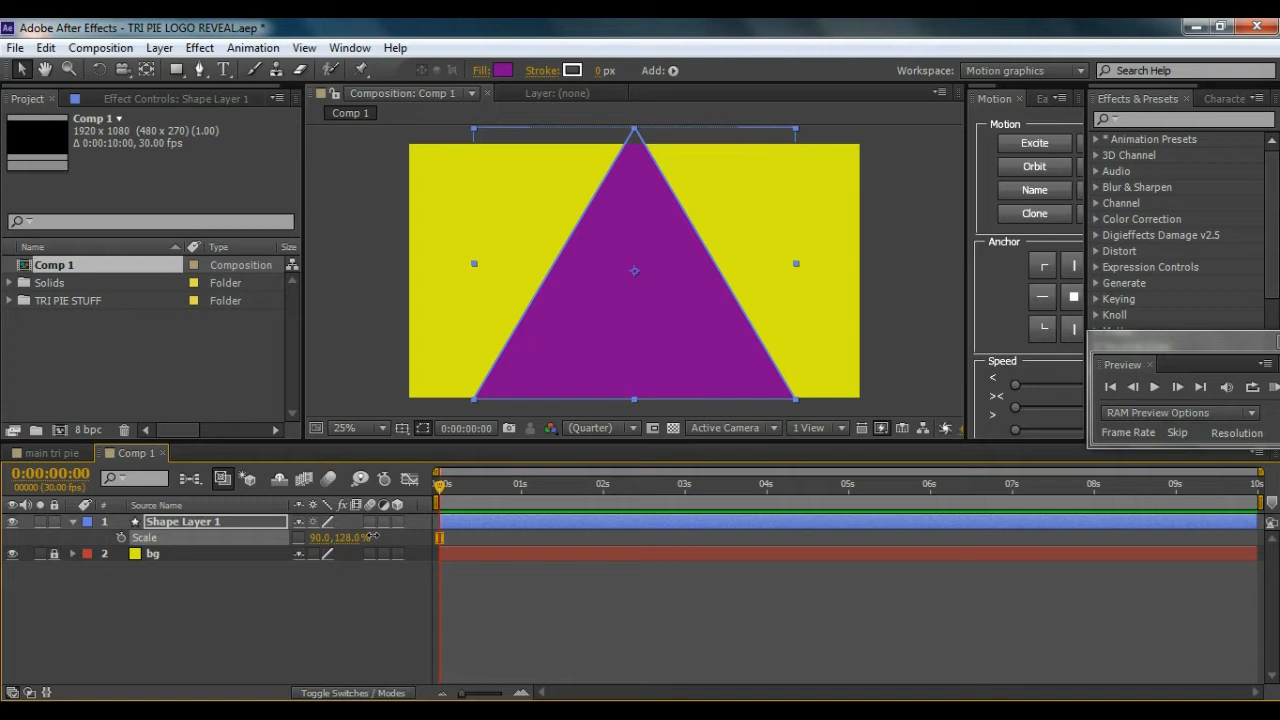 Adobe After Effects - TRI PIE LOGO REVEAL.aep *
File Edit Composition Layer Effect Animation View Window Help
Fill: Stroke: 0 px Add: Workspace: Motion graphics Search Help
Project Effect Controls: Shape Layer 1
Comp 1
1920 x 1080 (480 x 270) (1.00)
Δ 0:00:10:00, 30.00 fps
Name Type Size
Comp 1 Composition
Solids Folder
TRI PIE STUFF Folder
8 bpc
Composition: Comp 1 Layer: (none)
Comp 1
25% 0:00:00:00 (Quarter) Active Camera 1 View
Motion Ea
Motion
Excite
Orbit
Name
Clone
Anchor
Speed
<
><
>
Effects & Presets Characte
* Animation Presets
3D Channel
Audio
Blur & Sharpen
Channel
Color Correction
Digieffects Damage v2.5
Distort
Expression Controls
Generate
Keying
Knoll
Preview
RAM Preview Options
Frame Rate Skip Resolution
main tri pie Comp 1
0:00:00:00
00000 (30.00 fps)
01s 02s 03s 04s 05s 06s 07s 08s 09s 10s
# Source Name
1 Shape Layer 1
Scale 90.0,128.0%
2 bg
Toggle Switches / Modes